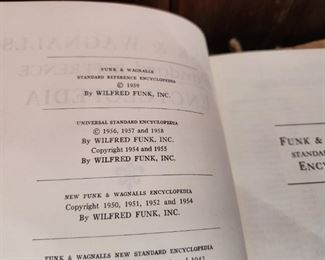 FUNK & WAGNALLS
STANDARD REFERENCE ENCYCLOPEDIA
© 1959
By WILFRED FUNK, INC.
UNIVERSAL STANDARD ENCYCLOPEDIA
© 1956, 1957 and 1958
By WILFRED FUNK, INC.
Copyright 1954 and 1955
By WILFRED FUNK, INC.
NEW FUNK & WAGNALLS ENCYCLOPEDIA
Copyright 1950, 1951, 1952 and 1954
By WILFRED FUNK, INC.
FUNK & WAGNALLS NEW STANDARD ENCYCLOPEDIA
FUNK &
STANDARD
ENCY